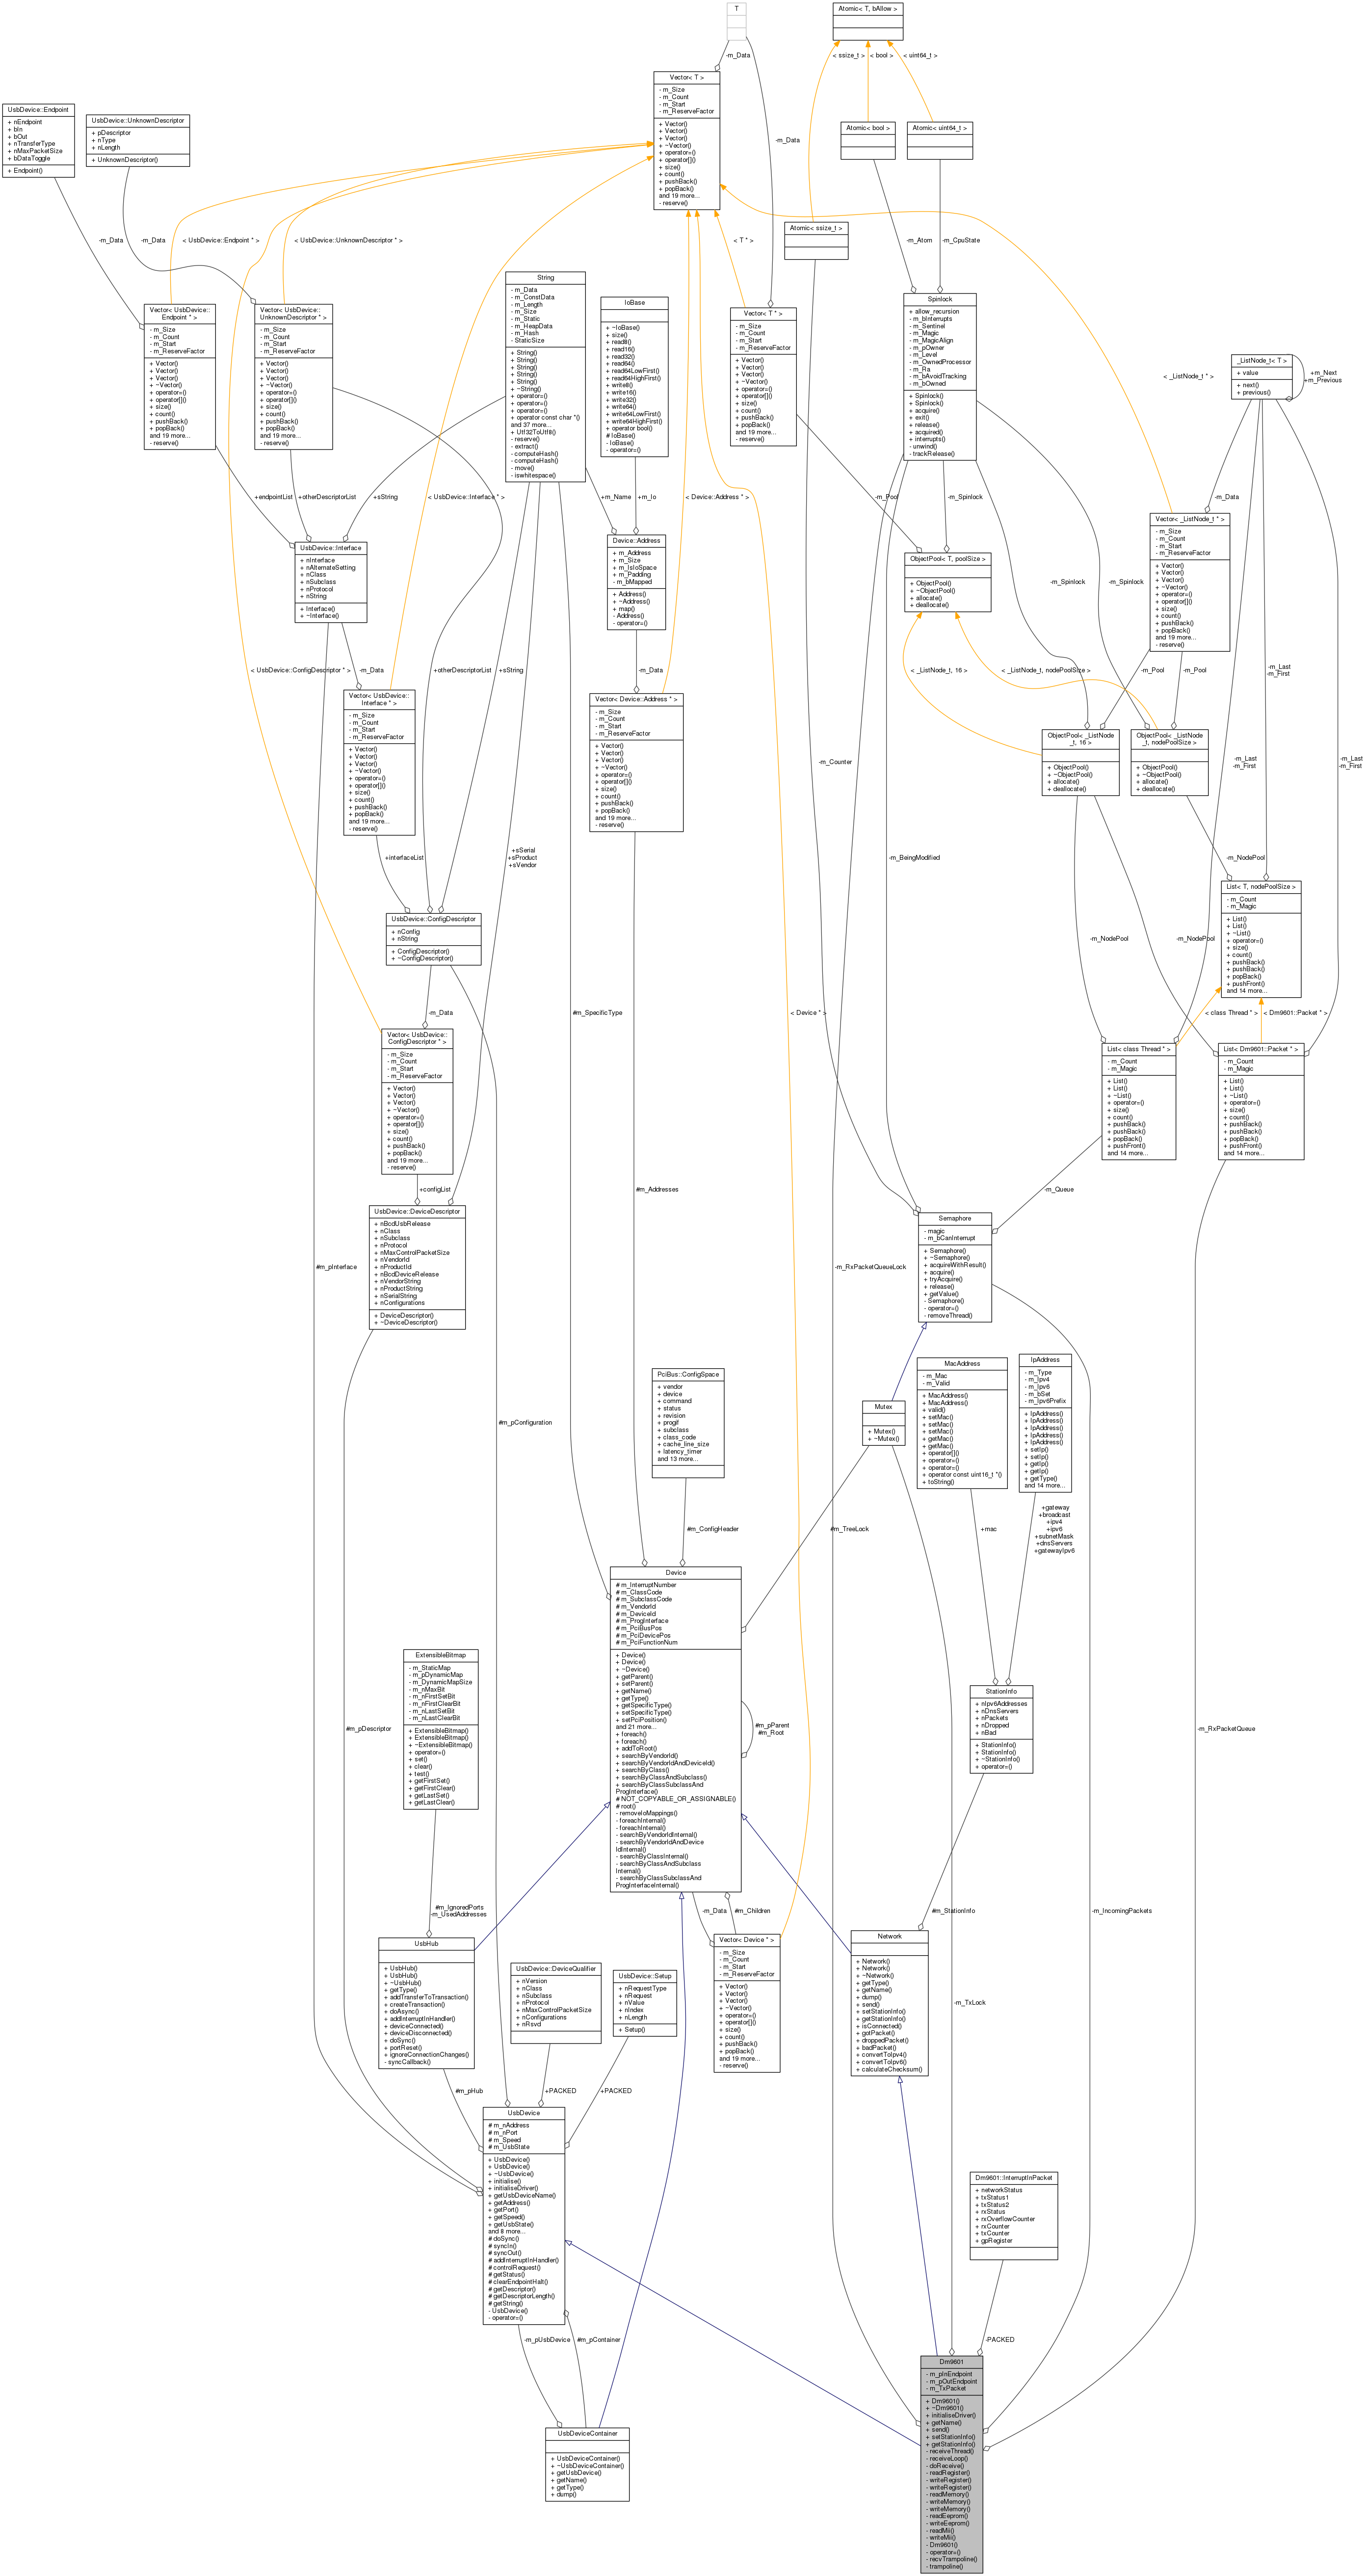 T
Atomic< T, bAllow >
-m_Data
< ssize_t >
< bool >
< uint64_t >
Vector< T >
- m_Size
- m_Count
- m_Start
- m_ReserveFactor
+ Vector()
+ Vector()
+ Vector()
+ ~Vector()
+ operator=()
+ operator[]()
+ size()
+ count()
+ pushBack()
+ popBack()
and 19 more...
- reserve()
UsbDevice::Endpoint
+ nEndpoint
+ bIn
+ bOut
+ nTransferType
+ nMaxPacketSize
+ bDataToggle
+ Endpoint()
UsbDevice::UnknownDescriptor
+ pDescriptor
+ nType
+ nLength
+ UnknownDescriptor()
Atomic< bool >
Atomic< uint64_t >
-m_Data
Atomic< ssize_t >
-m_Data
-m_Data
< UsbDevice::Endpoint * >
< UsbDevice::UnknownDescriptor * >
< T * >
-m_Atom
-m_CpuState
Vector< UsbDevice::
Endpoint * >
- m_Size
- m_Count
- m_Start
- m_ReserveFactor
+ Vector()
+ Vector()
+ Vector()
+ ~Vector()
+ operator=()
+ operator[]()
+ size()
+ count()
+ pushBack()
+ popBack()
and 19 more...
- reserve()
Vector< UsbDevice::
UnknownDescriptor * >
- m_Size
- m_Count
- m_Start
- m_ReserveFactor
+ Vector()
+ Vector()
+ Vector()
+ ~Vector()
+ operator=()
+ operator[]()
+ size()
+ count()
+ pushBack()
+ popBack()
and 19 more...
- reserve()
String
- m_Data
- m_ConstData
- m_Length
- m_Size
- m_Static
- m_HeapData
- m_Hash
- StaticSize
+ String()
+ String()
+ String()
+ String()
+ String()
+ ~String()
+ operator=()
+ operator=()
+ operator=()
+ operator const char *()
and 37 more...
+ Utf32ToUtf8()
- reserve()
- extract()
- computeHash()
- computeHash()
- move()
- iswhitespace()
IoBase
+ ~IoBase()
+ size()
+ read8()
+ read16()
+ read32()
+ read64()
+ read64LowFirst()
+ read64HighFirst()
+ write8()
+ write16()
+ write32()
+ write64()
+ write64LowFirst()
+ write64HighFirst()
+ operator bool()
# IoBase()
- IoBase()
- operator=()
Vector< T * >
- m_Size
- m_Count
- m_Start
- m_ReserveFactor
+ Vector()
+ Vector()
+ Vector()
+ ~Vector()
+ operator=()
+ operator[]()
+ size()
+ count()
+ pushBack()
+ popBack()
and 19 more...
- reserve()
Spinlock
+ allow_recursion
- m_bInterrupts
- m_Sentinel
- m_Magic
- m_MagicAlign
- m_pOwner
- m_Level
- m_OwnedProcessor
- m_Ra
- m_bAvoidTracking
- m_bOwned
+ Spinlock()
+ Spinlock()
+ acquire()
+ exit()
+ release()
+ acquired()
+ interrupts()
- unwind()
- trackRelease()
_ListNode_t< T >
+ value
+ next()
+ previous()
+m_Next
+m_Previous
< _ListNode_t * >
+endpointList
+otherDescriptorList
+sString
< UsbDevice::Interface * >
+m_Name
+m_Io
< Device::Address * >
-m_Pool
-m_Spinlock
-m_Data
Vector< _ListNode_t * >
- m_Size
- m_Count
- m_Start
- m_ReserveFactor
+ Vector()
+ Vector()
+ Vector()
+ ~Vector()
+ operator=()
+ operator[]()
+ size()
+ count()
+ pushBack()
+ popBack()
and 19 more...
- reserve()
UsbDevice::Interface
+ nInterface
+ nAlternateSetting
+ nClass
+ nSubclass
+ nProtocol
+ nString
+ Interface()
+ ~Interface()
Device::Address
+ m_Address
+ m_Size
+ m_IsIoSpace
+ m_Padding
- m_bMapped
+ Address()
+ ~Address()
+ map()
- Address()
- operator=()
ObjectPool< T, poolSize >
+ ObjectPool()
+ ~ObjectPool()
+ allocate()
+ deallocate()
-m_Spinlock
-m_Spinlock
< UsbDevice::ConfigDescriptor * >
-m_Data
+otherDescriptorList
+sString
-m_Data
< _ListNode_t, 16 >
< _ListNode_t, nodePoolSize >
-m_Pool
-m_Pool
-m_Last
-m_First
Vector< UsbDevice::
Interface * >
- m_Size
- m_Count
- m_Start
- m_ReserveFactor
+ Vector()
+ Vector()
+ Vector()
+ ~Vector()
+ operator=()
+ operator[]()
+ size()
+ count()
+ pushBack()
+ popBack()
and 19 more...
- reserve()
Vector< Device::Address * >
- m_Size
- m_Count
- m_Start
- m_ReserveFactor
+ Vector()
+ Vector()
+ Vector()
+ ~Vector()
+ operator=()
+ operator[]()
+ size()
+ count()
+ pushBack()
+ popBack()
and 19 more...
- reserve()
-m_Counter
ObjectPool< _ListNode
_t, 16 >
+ ObjectPool()
+ ~ObjectPool()
+ allocate()
+ deallocate()
ObjectPool< _ListNode
_t, nodePoolSize >
+ ObjectPool()
+ ~ObjectPool()
+ allocate()
+ deallocate()
-m_Last
-m_First
-m_Last
-m_First
+interfaceList
+sSerial
+sProduct
+sVendor
-m_BeingModified
-m_NodePool
List< T, nodePoolSize >
- m_Count
- m_Magic
+ List()
+ List()
+ ~List()
+ operator=()
+ size()
+ count()
+ pushBack()
+ pushBack()
+ popBack()
+ pushFront()
and 14 more...
UsbDevice::ConfigDescriptor
+ nConfig
+ nString
+ ConfigDescriptor()
+ ~ConfigDescriptor()
-m_NodePool
-m_NodePool
-m_Data
#m_SpecificType
< Device * >
< class Thread * >
< Dm9601::Packet * >
Vector< UsbDevice::
ConfigDescriptor * >
- m_Size
- m_Count
- m_Start
- m_ReserveFactor
+ Vector()
+ Vector()
+ Vector()
+ ~Vector()
+ operator=()
+ operator[]()
+ size()
+ count()
+ pushBack()
+ popBack()
and 19 more...
- reserve()
List< class Thread * >
- m_Count
- m_Magic
+ List()
+ List()
+ ~List()
+ operator=()
+ size()
+ count()
+ pushBack()
+ pushBack()
+ popBack()
+ pushFront()
and 14 more...
List< Dm9601::Packet * >
- m_Count
- m_Magic
+ List()
+ List()
+ ~List()
+ operator=()
+ size()
+ count()
+ pushBack()
+ pushBack()
+ popBack()
+ pushFront()
and 14 more...
+configList
#m_Addresses
-m_Queue
UsbDevice::DeviceDescriptor
+ nBcdUsbRelease
+ nClass
+ nSubclass
+ nProtocol
+ nMaxControlPacketSize
+ nVendorId
+ nProductId
+ nBcdDeviceRelease
+ nVendorString
+ nProductString
+ nSerialString
+ nConfigurations
+ DeviceDescriptor()
+ ~DeviceDescriptor()
Semaphore
- magic
- m_bCanInterrupt
+ Semaphore()
+ ~Semaphore()
+ acquireWithResult()
+ acquire()
+ tryAcquire()
+ release()
+ getValue()
- Semaphore()
- operator=()
- removeThread()
#m_pInterface
-m_RxPacketQueueLock
PciBus::ConfigSpace
+ vendor
+ device
+ command
+ status
+ revision
+ progif
+ subclass
+ class_code
+ cache_line_size
+ latency_timer
and 13 more...
Mutex
+ Mutex()
+ ~Mutex()
MacAddress
- m_Mac
- m_Valid
+ MacAddress()
+ MacAddress()
+ valid()
+ setMac()
+ setMac()
+ setMac()
+ getMac()
+ getMac()
+ operator[]()
+ operator=()
+ operator=()
+ operator const uint16_t *()
+ toString()
IpAddress
- m_Type
- m_Ipv4
- m_Ipv6
- m_bSet
- m_Ipv6Prefix
+ IpAddress()
+ IpAddress()
+ IpAddress()
+ IpAddress()
+ IpAddress()
+ setIp()
+ setIp()
+ getIp()
+ getIp()
+ getType()
and 14 more...
#m_pConfiguration
#m_ConfigHeader
#m_TreeLock
+mac
+gateway
+broadcast
+ipv4
+ipv6
+subnetMask
+dnsServers
+gatewayIpv6
Device
# m_InterruptNumber
# m_ClassCode
# m_SubclassCode
# m_VendorId
# m_DeviceId
# m_ProgInterface
# m_PciBusPos
# m_PciDevicePos
# m_PciFunctionNum
+ Device()
+ Device()
+ ~Device()
+ getParent()
+ setParent()
+ getName()
+ getType()
+ getSpecificType()
+ setSpecificType()
+ setPciPosition()
and 21 more...
+ foreach()
+ foreach()
+ addToRoot()
+ searchByVendorId()
+ searchByVendorIdAndDeviceId()
+ searchByClass()
+ searchByClassAndSubclass()
+ searchByClassSubclassAnd
ProgInterface()
# NOT_COPYABLE_OR_ASSIGNABLE()
# root()
- removeIoMappings()
- foreachInternal()
- foreachInternal()
- searchByVendorIdInternal()
- searchByVendorIdAndDevice
IdInternal()
- searchByClassInternal()
- searchByClassAndSubclass
Internal()
- searchByClassSubclassAnd
ProgInterfaceInternal()
#m_pParent
#m_Root
ExtensibleBitmap
- m_StaticMap
- m_pDynamicMap
- m_DynamicMapSize
- m_nMaxBit
- m_nFirstSetBit
- m_nFirstClearBit
- m_nLastSetBit
- m_nLastClearBit
+ ExtensibleBitmap()
+ ExtensibleBitmap()
+ ~ExtensibleBitmap()
+ operator=()
+ set()
+ clear()
+ test()
+ getFirstSet()
+ getFirstClear()
+ getLastSet()
+ getLastClear()
#m_pDescriptor
StationInfo
+ nIpv6Addresses
+ nDnsServers
+ nPackets
+ nDropped
+ nBad
+ StationInfo()
+ StationInfo()
+ ~StationInfo()
+ operator=()
-m_RxPacketQueue
#m_IgnoredPorts
-m_UsedAddresses
-m_Data
#m_Children
#m_StationInfo
-m_IncomingPackets
UsbHub
+ UsbHub()
+ UsbHub()
+ ~UsbHub()
+ getType()
+ addTransferToTransaction()
+ createTransaction()
+ doAsync()
+ addInterruptInHandler()
+ deviceConnected()
+ deviceDisconnected()
+ doSync()
+ portReset()
+ ignoreConnectionChanges()
- syncCallback()
UsbDevice::DeviceQualifier
+ nVersion
+ nClass
+ nSubclass
+ nProtocol
+ nMaxControlPacketSize
+ nConfigurations
+ nRsvd
UsbDevice::Setup
+ nRequestType
+ nRequest
+ nValue
+ nIndex
+ nLength
+ Setup()
Vector< Device * >
- m_Size
- m_Count
- m_Start
- m_ReserveFactor
+ Vector()
+ Vector()
+ Vector()
+ ~Vector()
+ operator=()
+ operator[]()
+ size()
+ count()
+ pushBack()
+ popBack()
and 19 more...
- reserve()
Network
+ Network()
+ Network()
+ ~Network()
+ getType()
+ getName()
+ dump()
+ send()
+ setStationInfo()
+ getStationInfo()
+ isConnected()
+ gotPacket()
+ droppedPacket()
+ badPacket()
+ convertToIpv4()
+ convertToIpv6()
+ calculateChecksum()
-m_TxLock
#m_pHub
+PACKED
+PACKED
UsbDevice
# m_nAddress
# m_nPort
# m_Speed
# m_UsbState
+ UsbDevice()
+ UsbDevice()
+ ~UsbDevice()
+ initialise()
+ initialiseDriver()
+ getUsbDeviceName()
+ getAddress()
+ getPort()
+ getSpeed()
+ getUsbState()
and 8 more...
# doSync()
# syncIn()
# syncOut()
# addInterruptInHandler()
# controlRequest()
# getStatus()
# clearEndpointHalt()
# getDescriptor()
# getDescriptorLength()
# getString()
- UsbDevice()
- operator=()
Dm9601::InterruptInPacket
+ networkStatus
+ txStatus1
+ txStatus2
+ rxStatus
+ rxOverflowCounter
+ rxCounter
+ txCounter
+ gpRegister
-m_pUsbDevice
#m_pContainer
-PACKED
UsbDeviceContainer
+ UsbDeviceContainer()
+ ~UsbDeviceContainer()
+ getUsbDevice()
+ getName()
+ getType()
+ dump()
Dm9601
- m_pInEndpoint
- m_pOutEndpoint
- m_TxPacket
+ Dm9601()
+ ~Dm9601()
+ initialiseDriver()
+ getName()
+ send()
+ setStationInfo()
+ getStationInfo()
- receiveThread()
- receiveLoop()
- doReceive()
- readRegister()
- writeRegister()
- writeRegister()
- readMemory()
- writeMemory()
- writeMemory()
- readEeprom()
- writeEeprom()
- readMii()
- writeMii()
- Dm9601()
- operator=()
- recvTrampoline()
- trampoline()